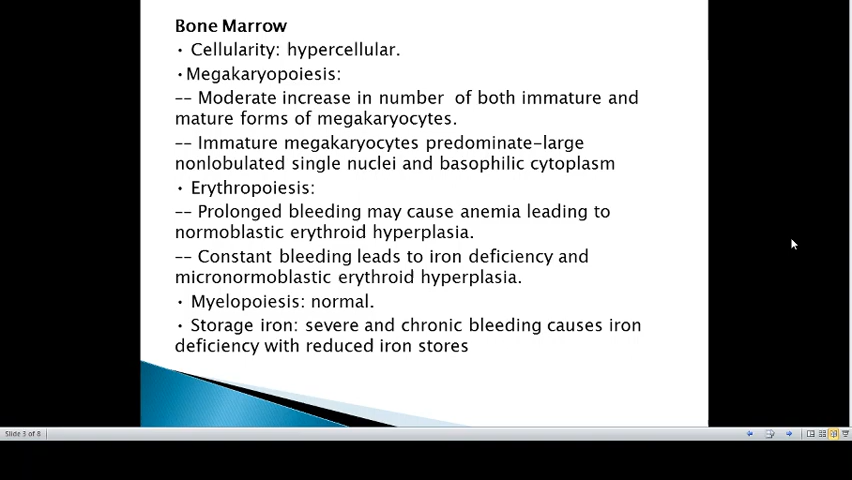 Bone Marrow
• Cellularity: hypercellular.
•Megakaryopoiesis:
-- Moderate increase in number of both immature and
mature forms of megakaryocytes.
-- Immature megakaryocytes predominate-large
nonlobulated single nuclei and basophilic cytoplasm
• Erythropoiesis:
-- Prolonged bleeding may cause anemia leading to
normoblastic erythroid hyperplasia.
-- Constant bleeding leads to iron deficiency and
micronormoblastic erythroid hyperplasia.
• Myelopoiesis: normal.
• Storage iron: severe and chronic bleeding causes iron
deficiency with reduced iron stores
Slide 3 of 8